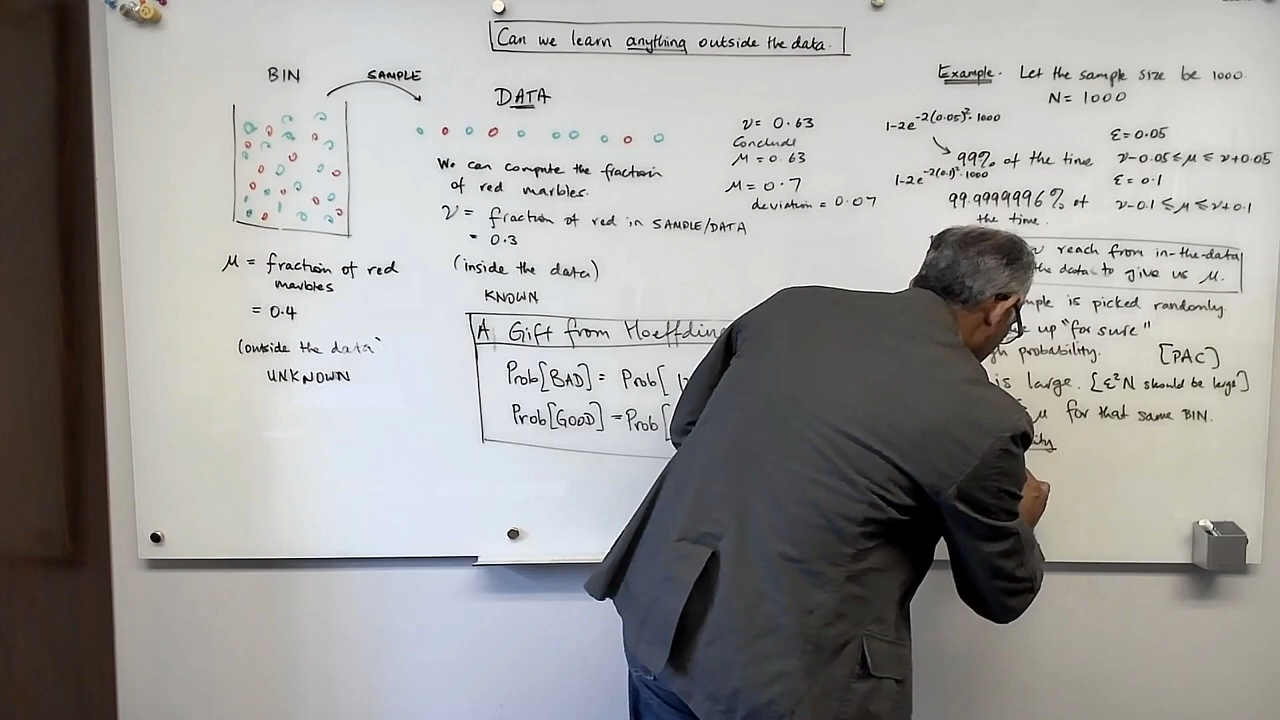 Can we learn anything outside the data.
BIN
SAMPLE
DATA
We can compute the fraction
of red marbles.
ν = fraction of red in SAMPLE/DATA
= 0.3
(inside the data)
KNOWN
μ = fraction of red
marbles
= 0.4
(outside the data)
UNKNOWN
A Gift from Hoeffding
Prob[BAD] = Prob[
Prob[GOOD] = Prob[
ν = 0.63
Conclude
μ = 0.63
μ = 0.7
deviation = 0.07
Example. Let the sample size be 1000.
N = 1000
1-2e^-2(0.05)²·1000
ε = 0.05
99% of the time
ν-0.05 ≤ μ ≤ ν+0.05
1-2e^-2(0.1)²·1000
ε = 0.1
99.9999996% of
the time.
ν-0.1 ≤ μ ≤ ν+0.1
reach from in-the-data
the data to give us μ.
is picked randomly.
up "for sure"
probability. [PAC]
is large. [ε²N should be large]
μ for that same BIN.